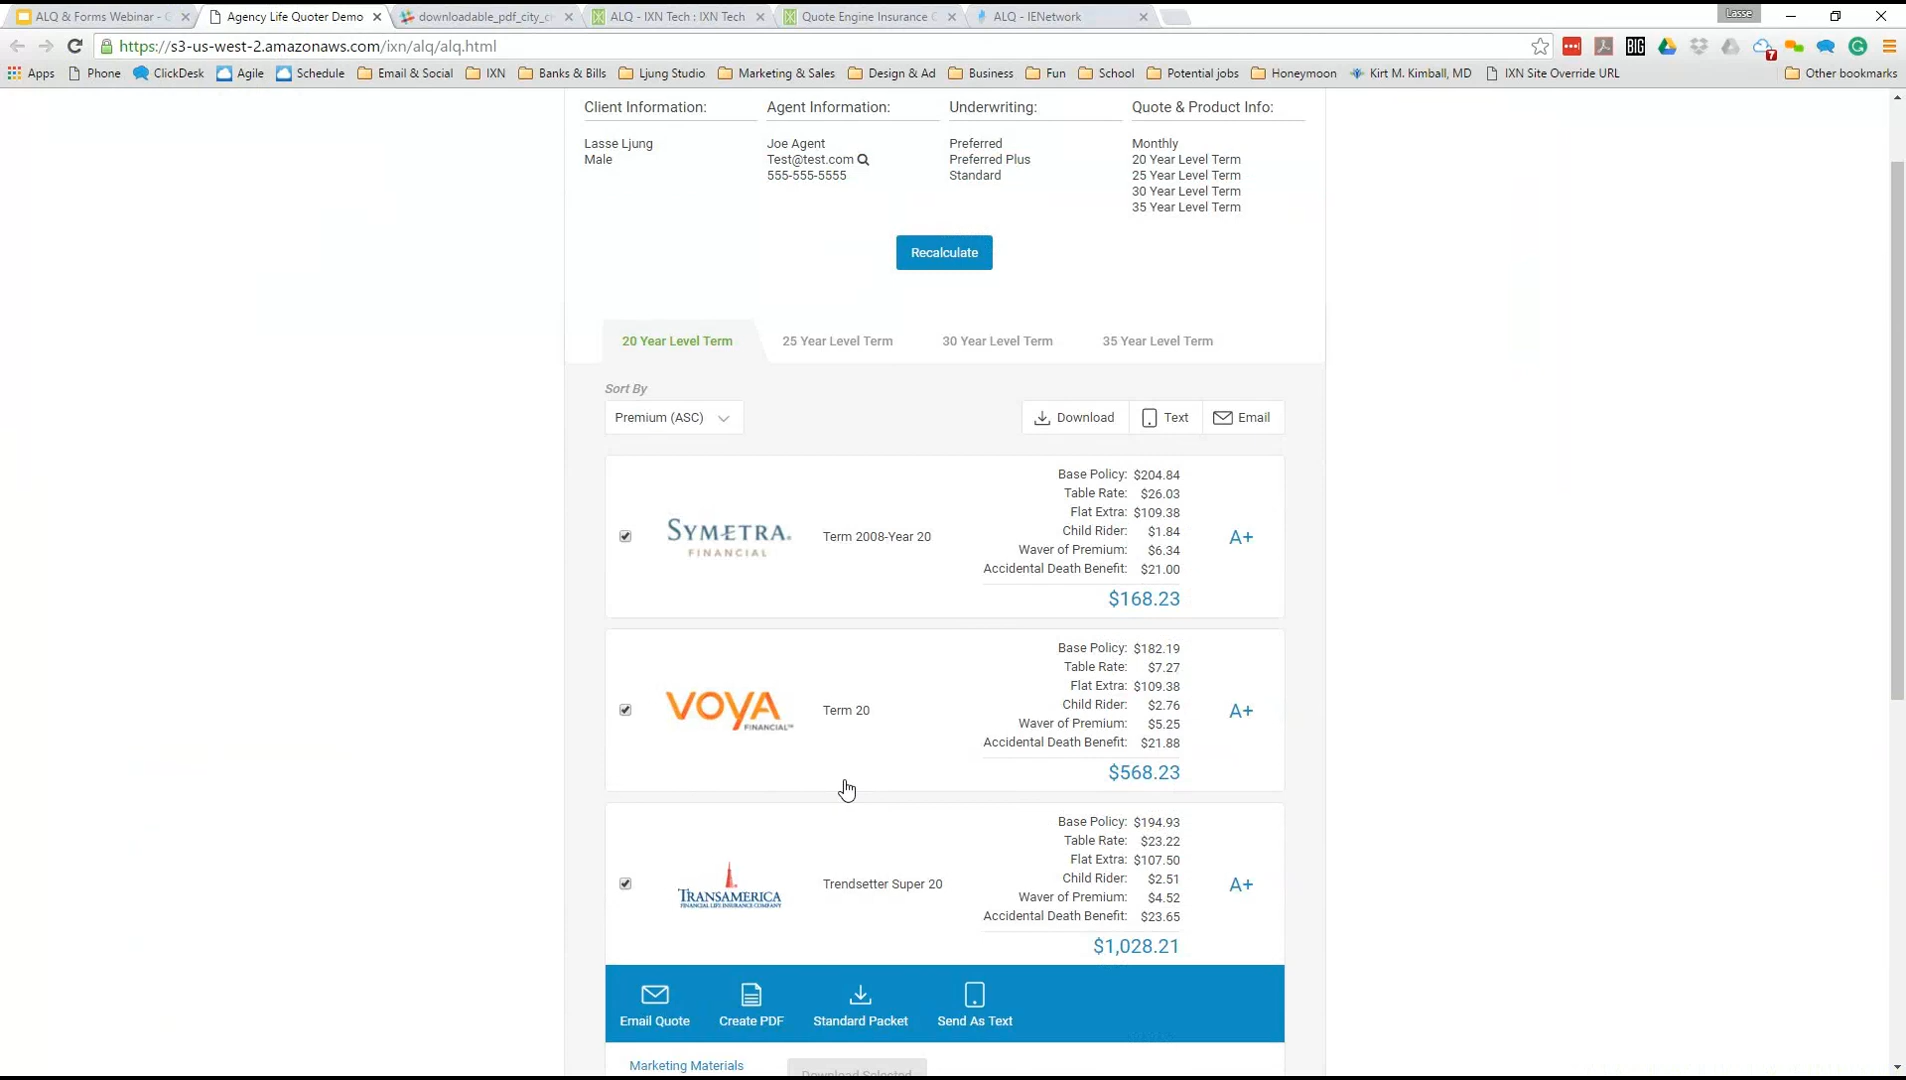 ALQ & Forms Webinar - G
Agency Life Quoter Demo
downloadable_pdf_city_ci
ALQ - IXN Tech : IXN Tech
Quote Engine Insurance C
ALQ - IENetwork
Lasse
https://s3-us-west-2.amazonaws.com/ixn/alq/alq.html
BIG
7
Apps
Phone
ClickDesk
Agile
Schedule
Email & Social
IXN
Banks & Bills
Ljung Studio
Marketing & Sales
Design & Ad
Business
Fun
School
Potential jobs
Honeymoon
Kirt M. Kimball, MD
IXN Site Override URL
Other bookmarks
Client Information:
Lasse Ljung
Male
Agent Information:
Joe Agent
Test@test.com
555-555-5555
Underwriting:
Preferred
Preferred Plus
Standard
Quote & Product Info:
Monthly
20 Year Level Term
25 Year Level Term
30 Year Level Term
35 Year Level Term
Recalculate
20 Year Level Term
25 Year Level Term
30 Year Level Term
35 Year Level Term
Sort By
Premium (ASC)
Download
Text
Email
SYMETRA
FINANCIAL
Term 2008-Year 20
Base Policy: $204.84
Table Rate: $26.03
Flat Extra: $109.38
Child Rider: $1.84
Waver of Premium: $6.34
Accidental Death Benefit: $21.00
$168.23
A+
VOYA
FINANCIAL™
Term 20
Base Policy: $182.19
Table Rate: $7.27
Flat Extra: $109.38
Child Rider: $2.76
Waver of Premium: $5.25
Accidental Death Benefit: $21.88
$568.23
A+
TRANSAMERICA
FINANCIAL LIFE INSURANCE COMPANY
Trendsetter Super 20
Base Policy: $194.93
Table Rate: $23.22
Flat Extra: $107.50
Child Rider: $2.51
Waver of Premium: $4.52
Accidental Death Benefit: $23.65
$1,028.21
A+
Email Quote
Create PDF
Standard Packet
Send As Text
Marketing Materials
Download Selected